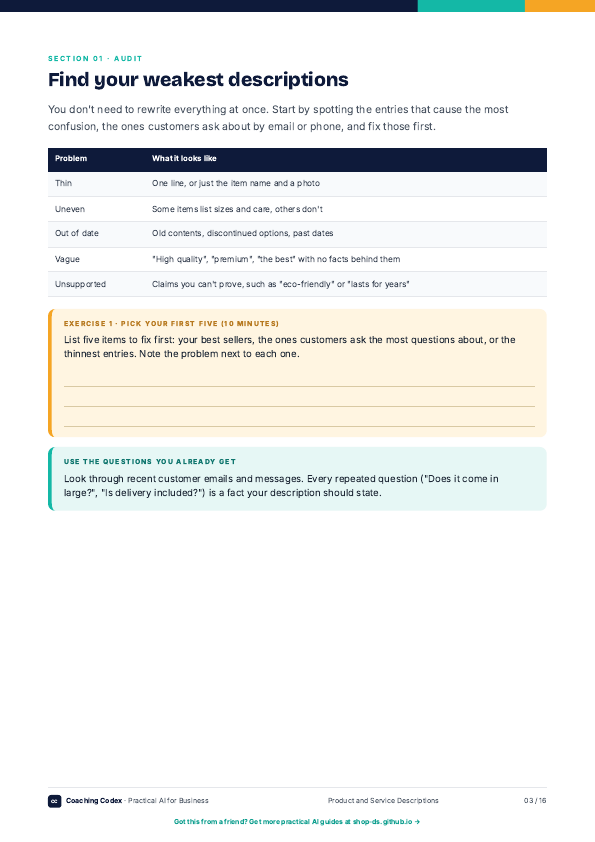 SECTION 01 · AUDIT
Find your weakest descriptions
You don't need to rewrite everything at once. Start by spotting the entries that cause the most
confusion, the ones customers ask about by email or phone, and fix those first.
Problem What it looks like
Thin One line, or just the item name and a photo
Uneven Some items list sizes and care, others don't
Out of date Old contents, discontinued options, past dates
Vague "High quality", "premium", "the best" with no facts behind them
Unsupported Claims you can't prove, such as "eco-friendly" or "lasts for years"
EXERCISE 1 · PICK YOUR FIRST FIVE (10 MINUTES)
List five items to fix first: your best sellers, the ones customers ask the most questions about, or the
thinnest entries. Note the problem next to each one.
USE THE QUESTIONS YOU ALREADY GET
Look through recent customer emails and messages. Every repeated question ("Does it come in
large?", "Is delivery included?") is a fact your description should state.
CC Coaching Codex · Practical AI for Business Product and Service Descriptions 03 / 16
Got this from a friend? Get more practical AI guides at shop-ds.github.io →